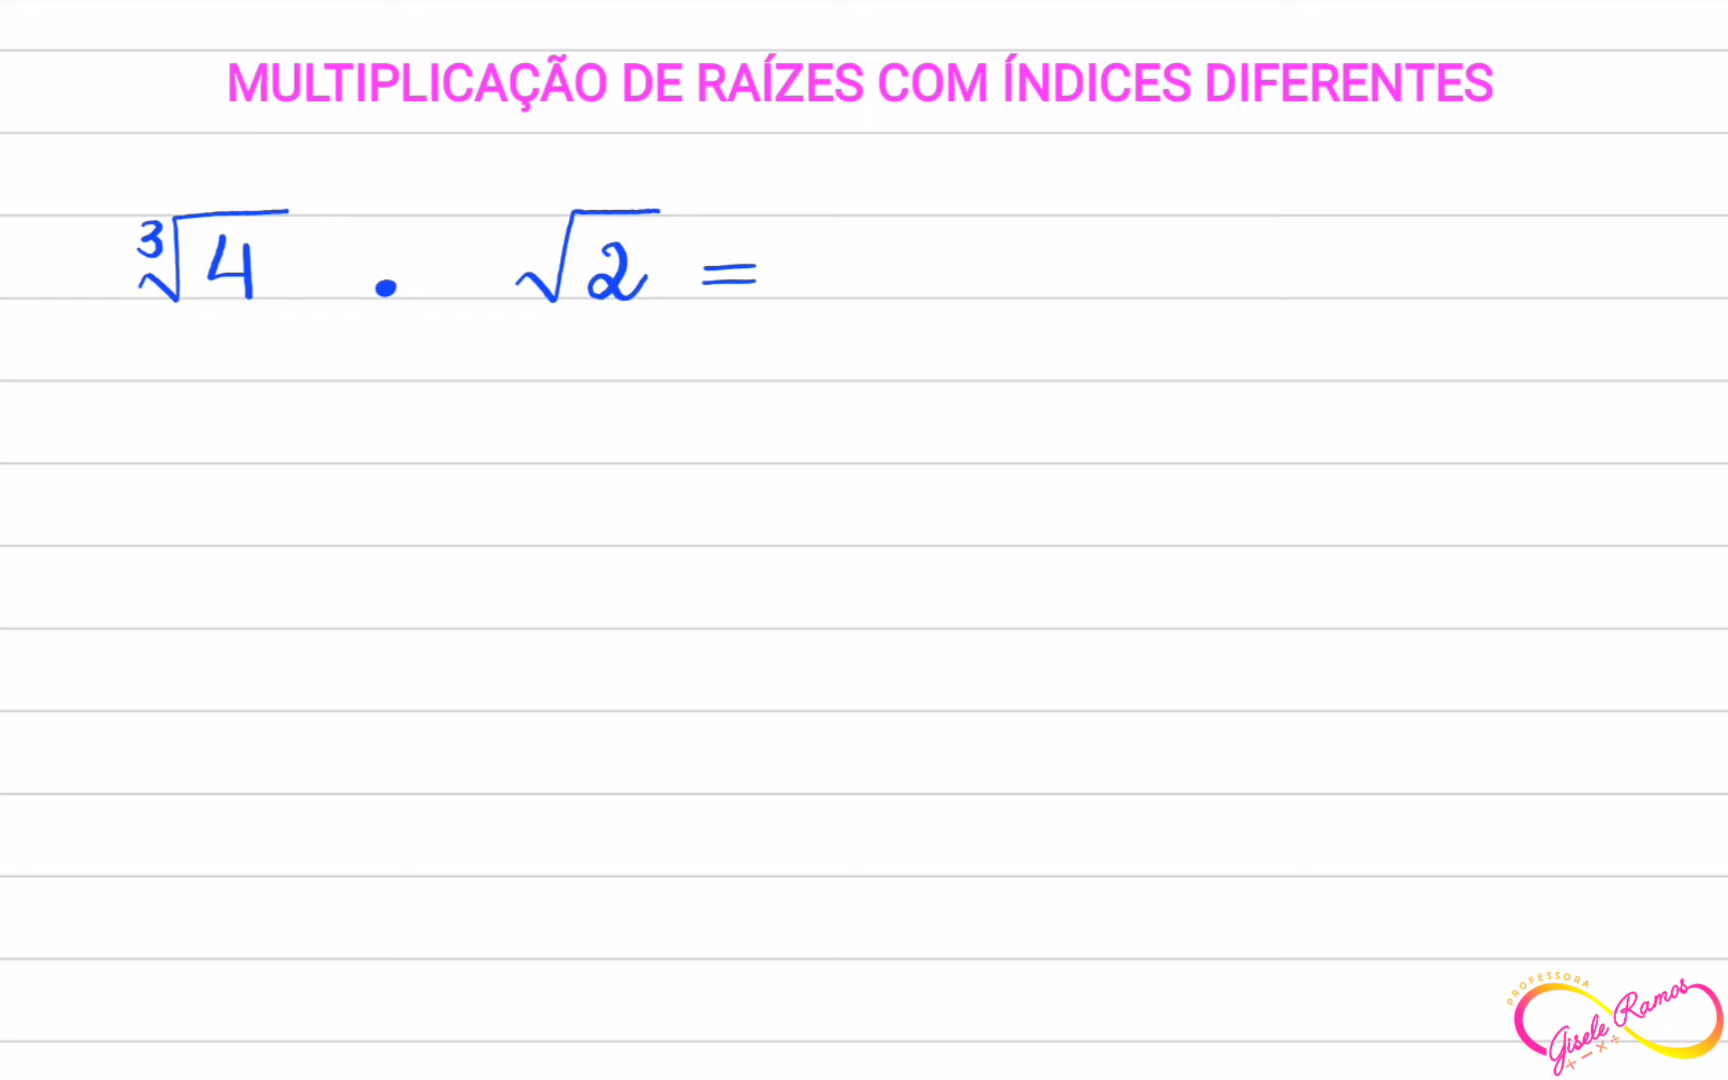 MULTIPLICAÇÃO DE RAÍZES COM ÍNDICES DIFERENTES
∛4 . √2 =
PROFESSORA
Gisele Ramos
+ − × ÷